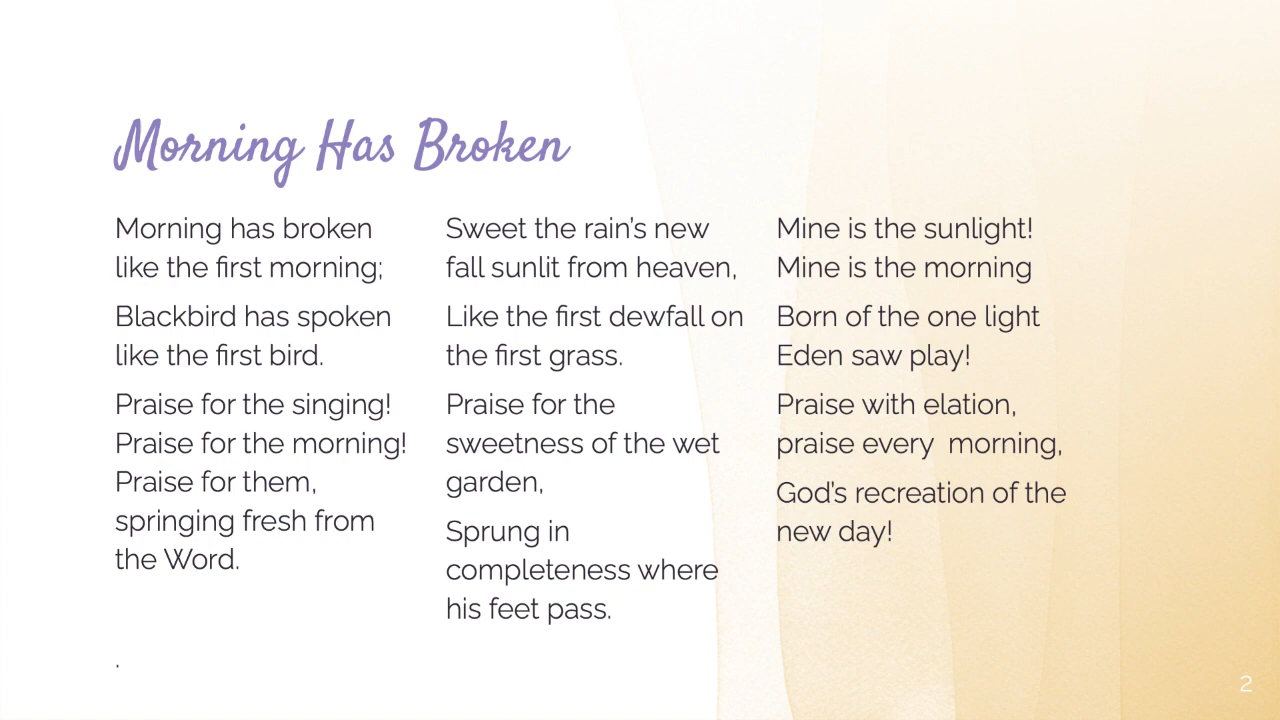 Morning Has Broken
Morning has broken
like the first morning;
Blackbird has spoken
like the first bird.
Praise for the singing!
Praise for the morning!
Praise for them,
springing fresh from
the Word.
.
Sweet the rain’s new
fall sunlit from heaven,
Like the first dewfall on
the first grass.
Praise for the
sweetness of the wet
garden,
Sprung in
completeness where
his feet pass.
Mine is the sunlight!
Mine is the morning
Born of the one light
Eden saw play!
Praise with elation,
praise every  morning,
God’s recreation of the
new day!
2